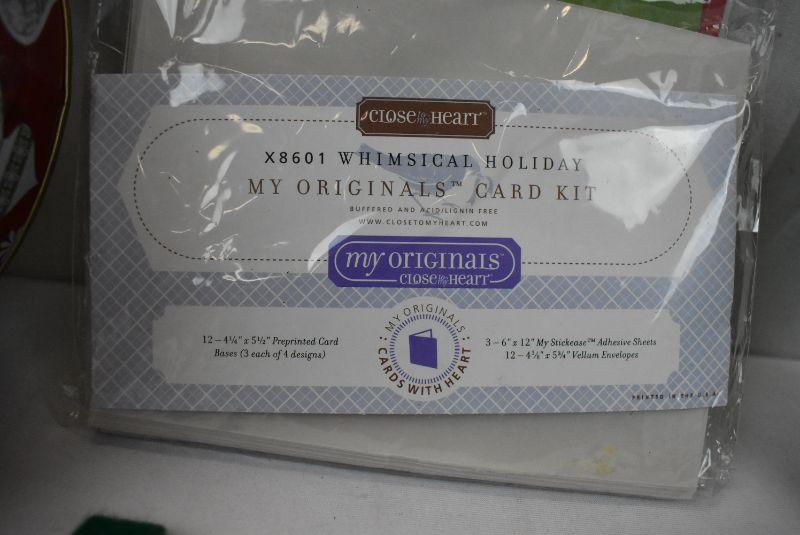 CLOSE to my HEART™
X8601 WHIMSICAL HOLIDAY
MY ORIGINALS™ CARD KIT
BUFFERED AND ACID/LIGNIN FREE
WWW.CLOSETOMYHEART.COM
my ORIGINALS™
CLOSE to my HEART™
12 – 4¼" x 5½" Preprinted Card
Bases (3 each of 4 designs)
MY ORIGINALS:
CARDS WITH HEART
3 – 6" x 12" My Stickease™ Adhesive Sheets
12 – 4⅜" x 5¾" Vellum Envelopes
PRINTED IN THE U.S.A.